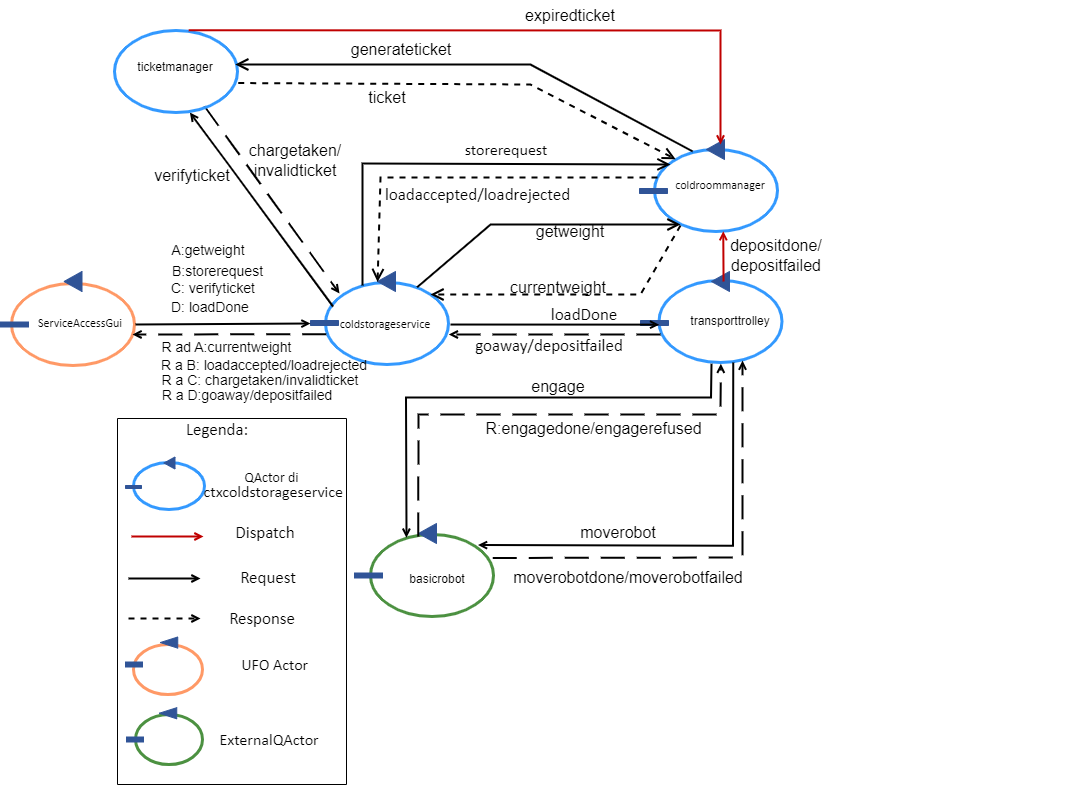 expiredticket
generateticket
ticketmanager
ticket
chargetaken/
invalidticket
storerequest
verifyticket
coldroommanager
loadaccepted/loadrejected
getweight
depositdone/
depositfailed
A:getweight
B:storerequest
C: verifyticket
D: loadDone
currentweight
loadDone
ServiceAccessGui
coldstorageservice
transporttrolley
R ad A:currentweight
R a B: loadaccepted/loadrejected
R a C: chargetaken/invalidticket
R a D:goaway/depositfailed
goaway/depositfailed
engage
R:engagedone/engagerefused
moverobot
basicrobot
moverobotdone/moverobotfailed
Legenda:
QActor di
ctxcoldstorageservice
Dispatch
Request
Response
UFO Actor
ExternalQActor